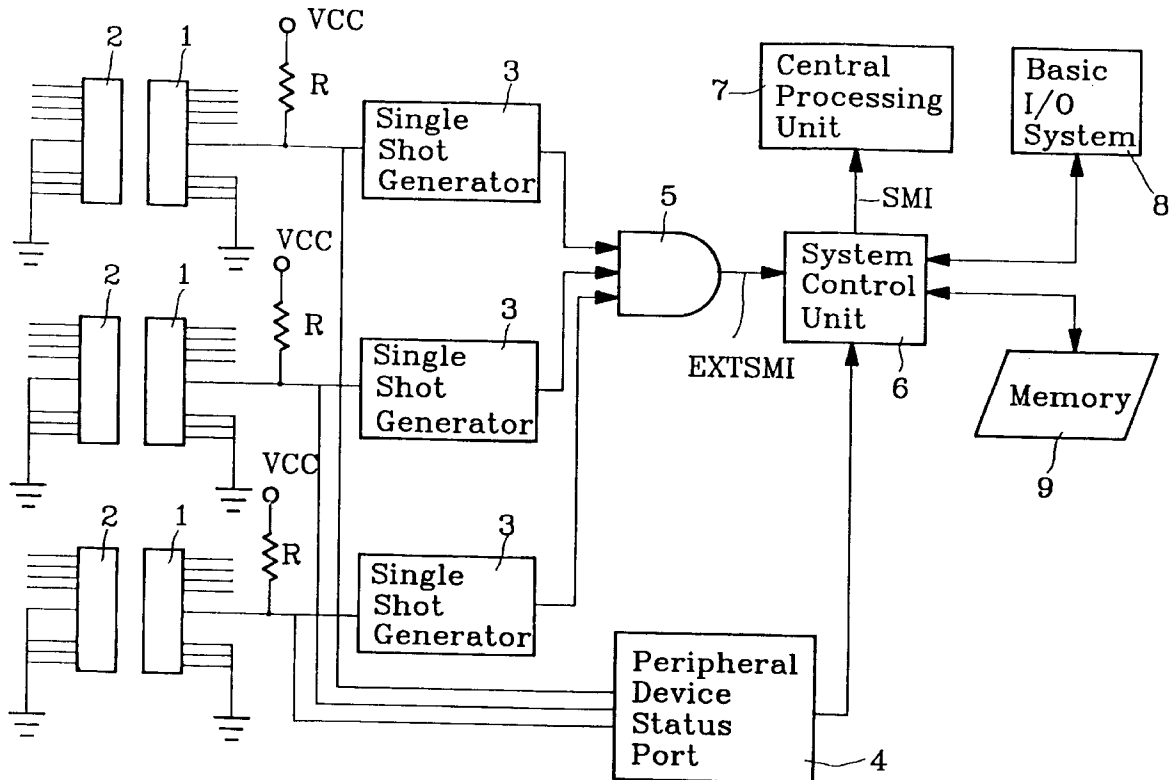 VCC
2
1
R
3
Single
Shot
Generator
7
Central
Processing
Unit
Basic
I/O
System
8
SMI
5
VCC
2
1
R
3
Single
Shot
Generator
EXTSMI
System
Control
Unit
6
Memory
9
VCC
2
1
R
3
Single
Shot
Generator
Peripheral
Device
Status
Port
4